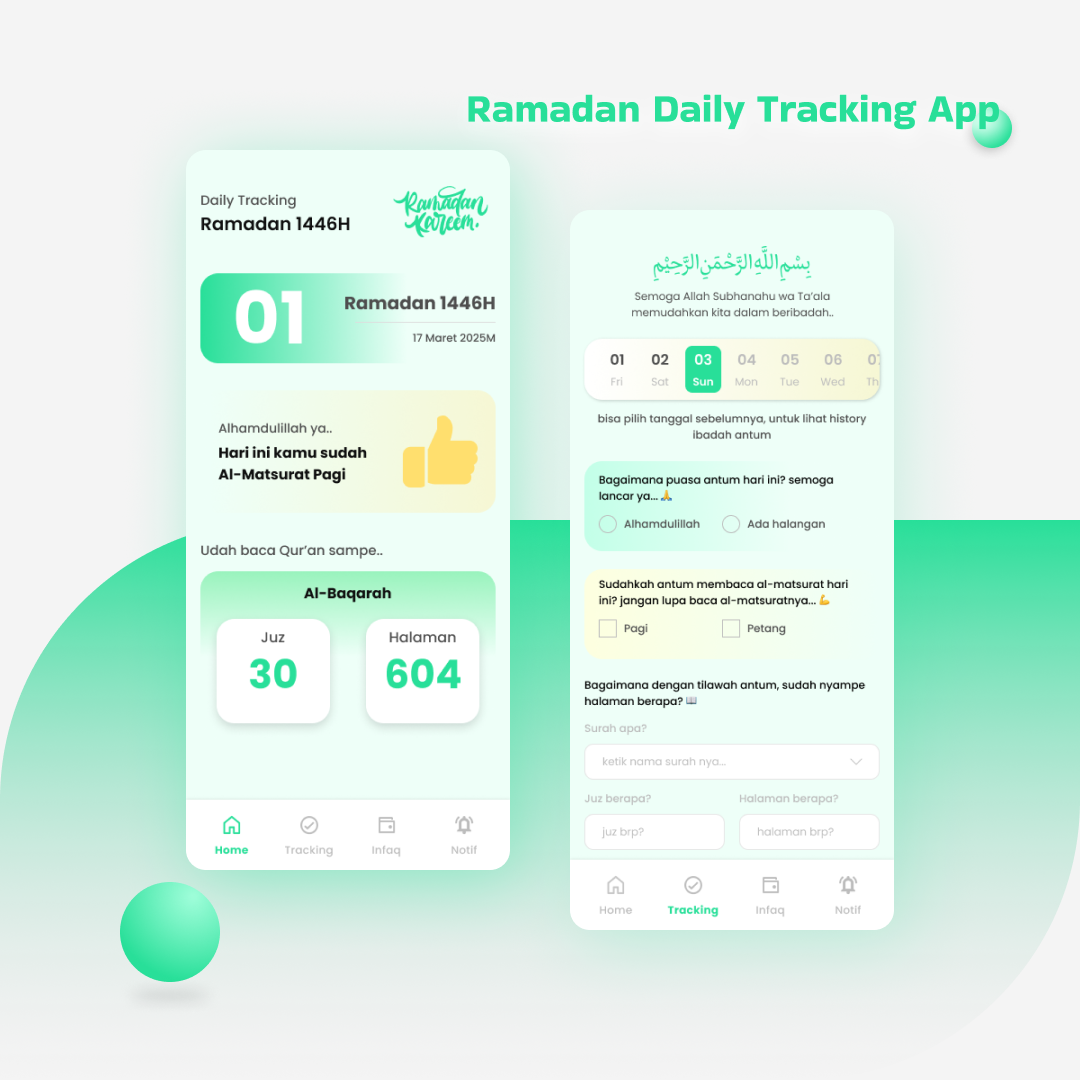 Ramadan Daily Tracking App
Daily Tracking
Ramadan 1446H
Ramadan
Kareem.
01
Ramadan 1446H
17 Maret 2025M
Alhamdulillah ya..
Hari ini kamu sudah
Al-Matsurat Pagi
Udah baca Qur’an sampe..
Al-Baqarah
Juz
30
Halaman
604
Home
Tracking
Infaq
Notif
بِسْمِ اللَّهِ الرَّحْمَنِ الرَّحِيْمِ
Semoga Allah Subhanahu wa Ta’ala
memudahkan kita dalam beribadah..
01 02 03 04 05 06 07
Fri Sat Sun Mon Tue Wed Th
bisa pilih tanggal sebelumnya, untuk lihat history
ibadah antum
Bagaimana puasa antum hari ini? semoga
lancar ya... 🙏
Alhamdulillah
Ada halangan
Sudahkah antum membaca al-matsurat hari
ini? jangan lupa baca al-matsuratnya... 💪
Pagi
Petang
Bagaimana dengan tilawah antum, sudah nyampe
halaman berapa? 📖
Surah apa?
ketik nama surah nya...
Juz berapa?
Halaman berapa?
juz brp?
halaman brp?
Home
Tracking
Infaq
Notif